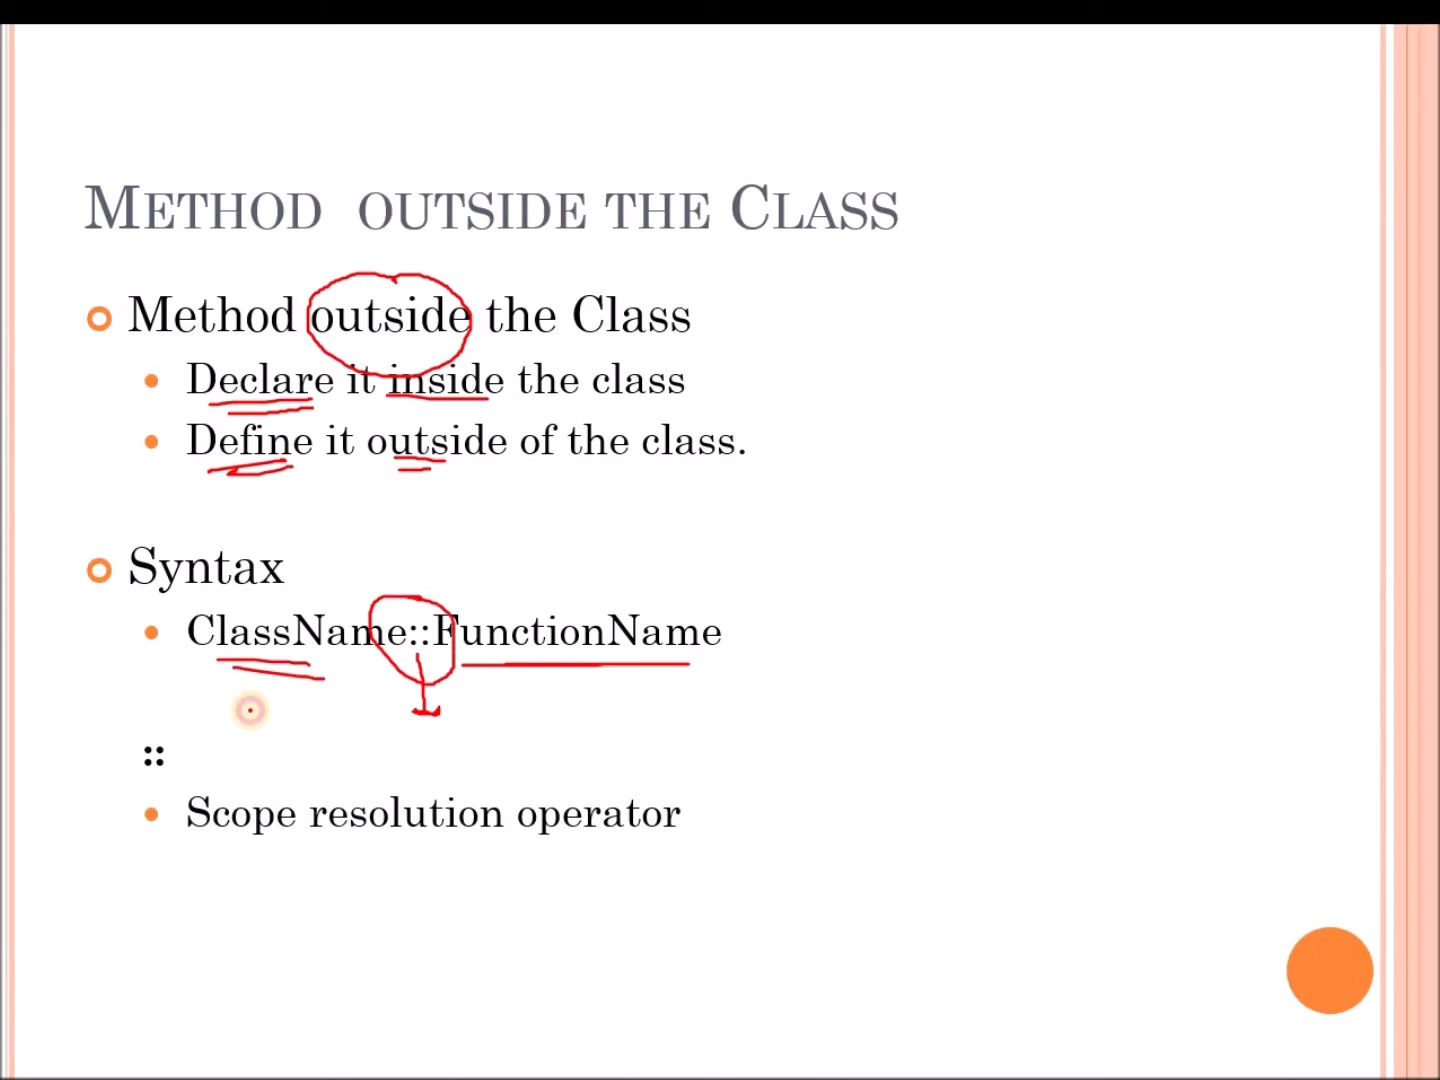 METHOD OUTSIDE THE CLASS
Method outside the Class
Declare it inside the class
Define it outside of the class.
Syntax
ClassName::FunctionName
::
Scope resolution operator